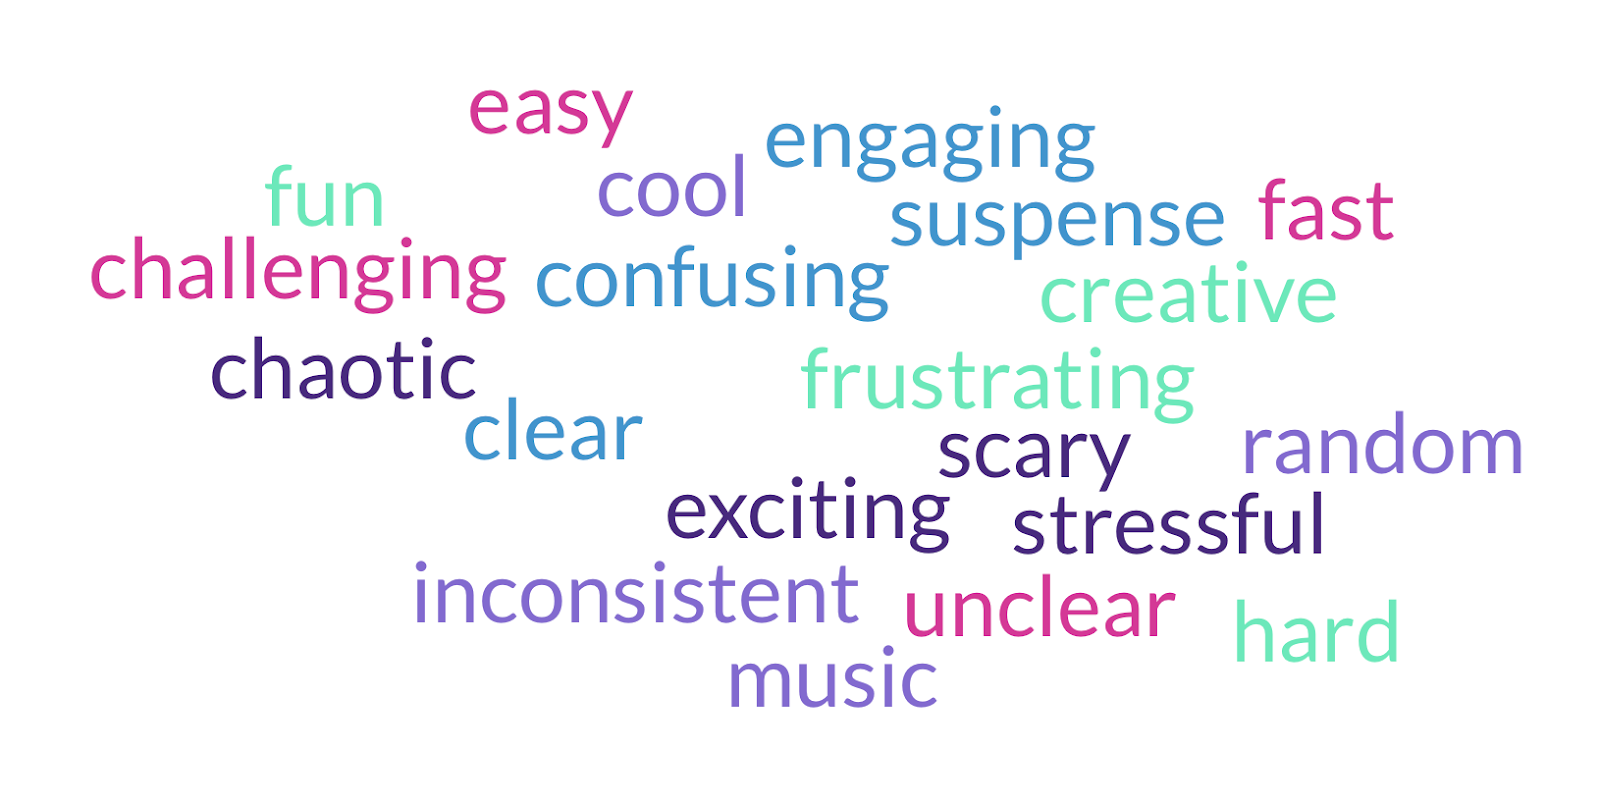 easy
engaging
fun
cool
suspense
fast
challenging
confusing
creative
chaotic
frustrating
clear
scary
random
exciting
stressful
inconsistent
unclear
hard
music